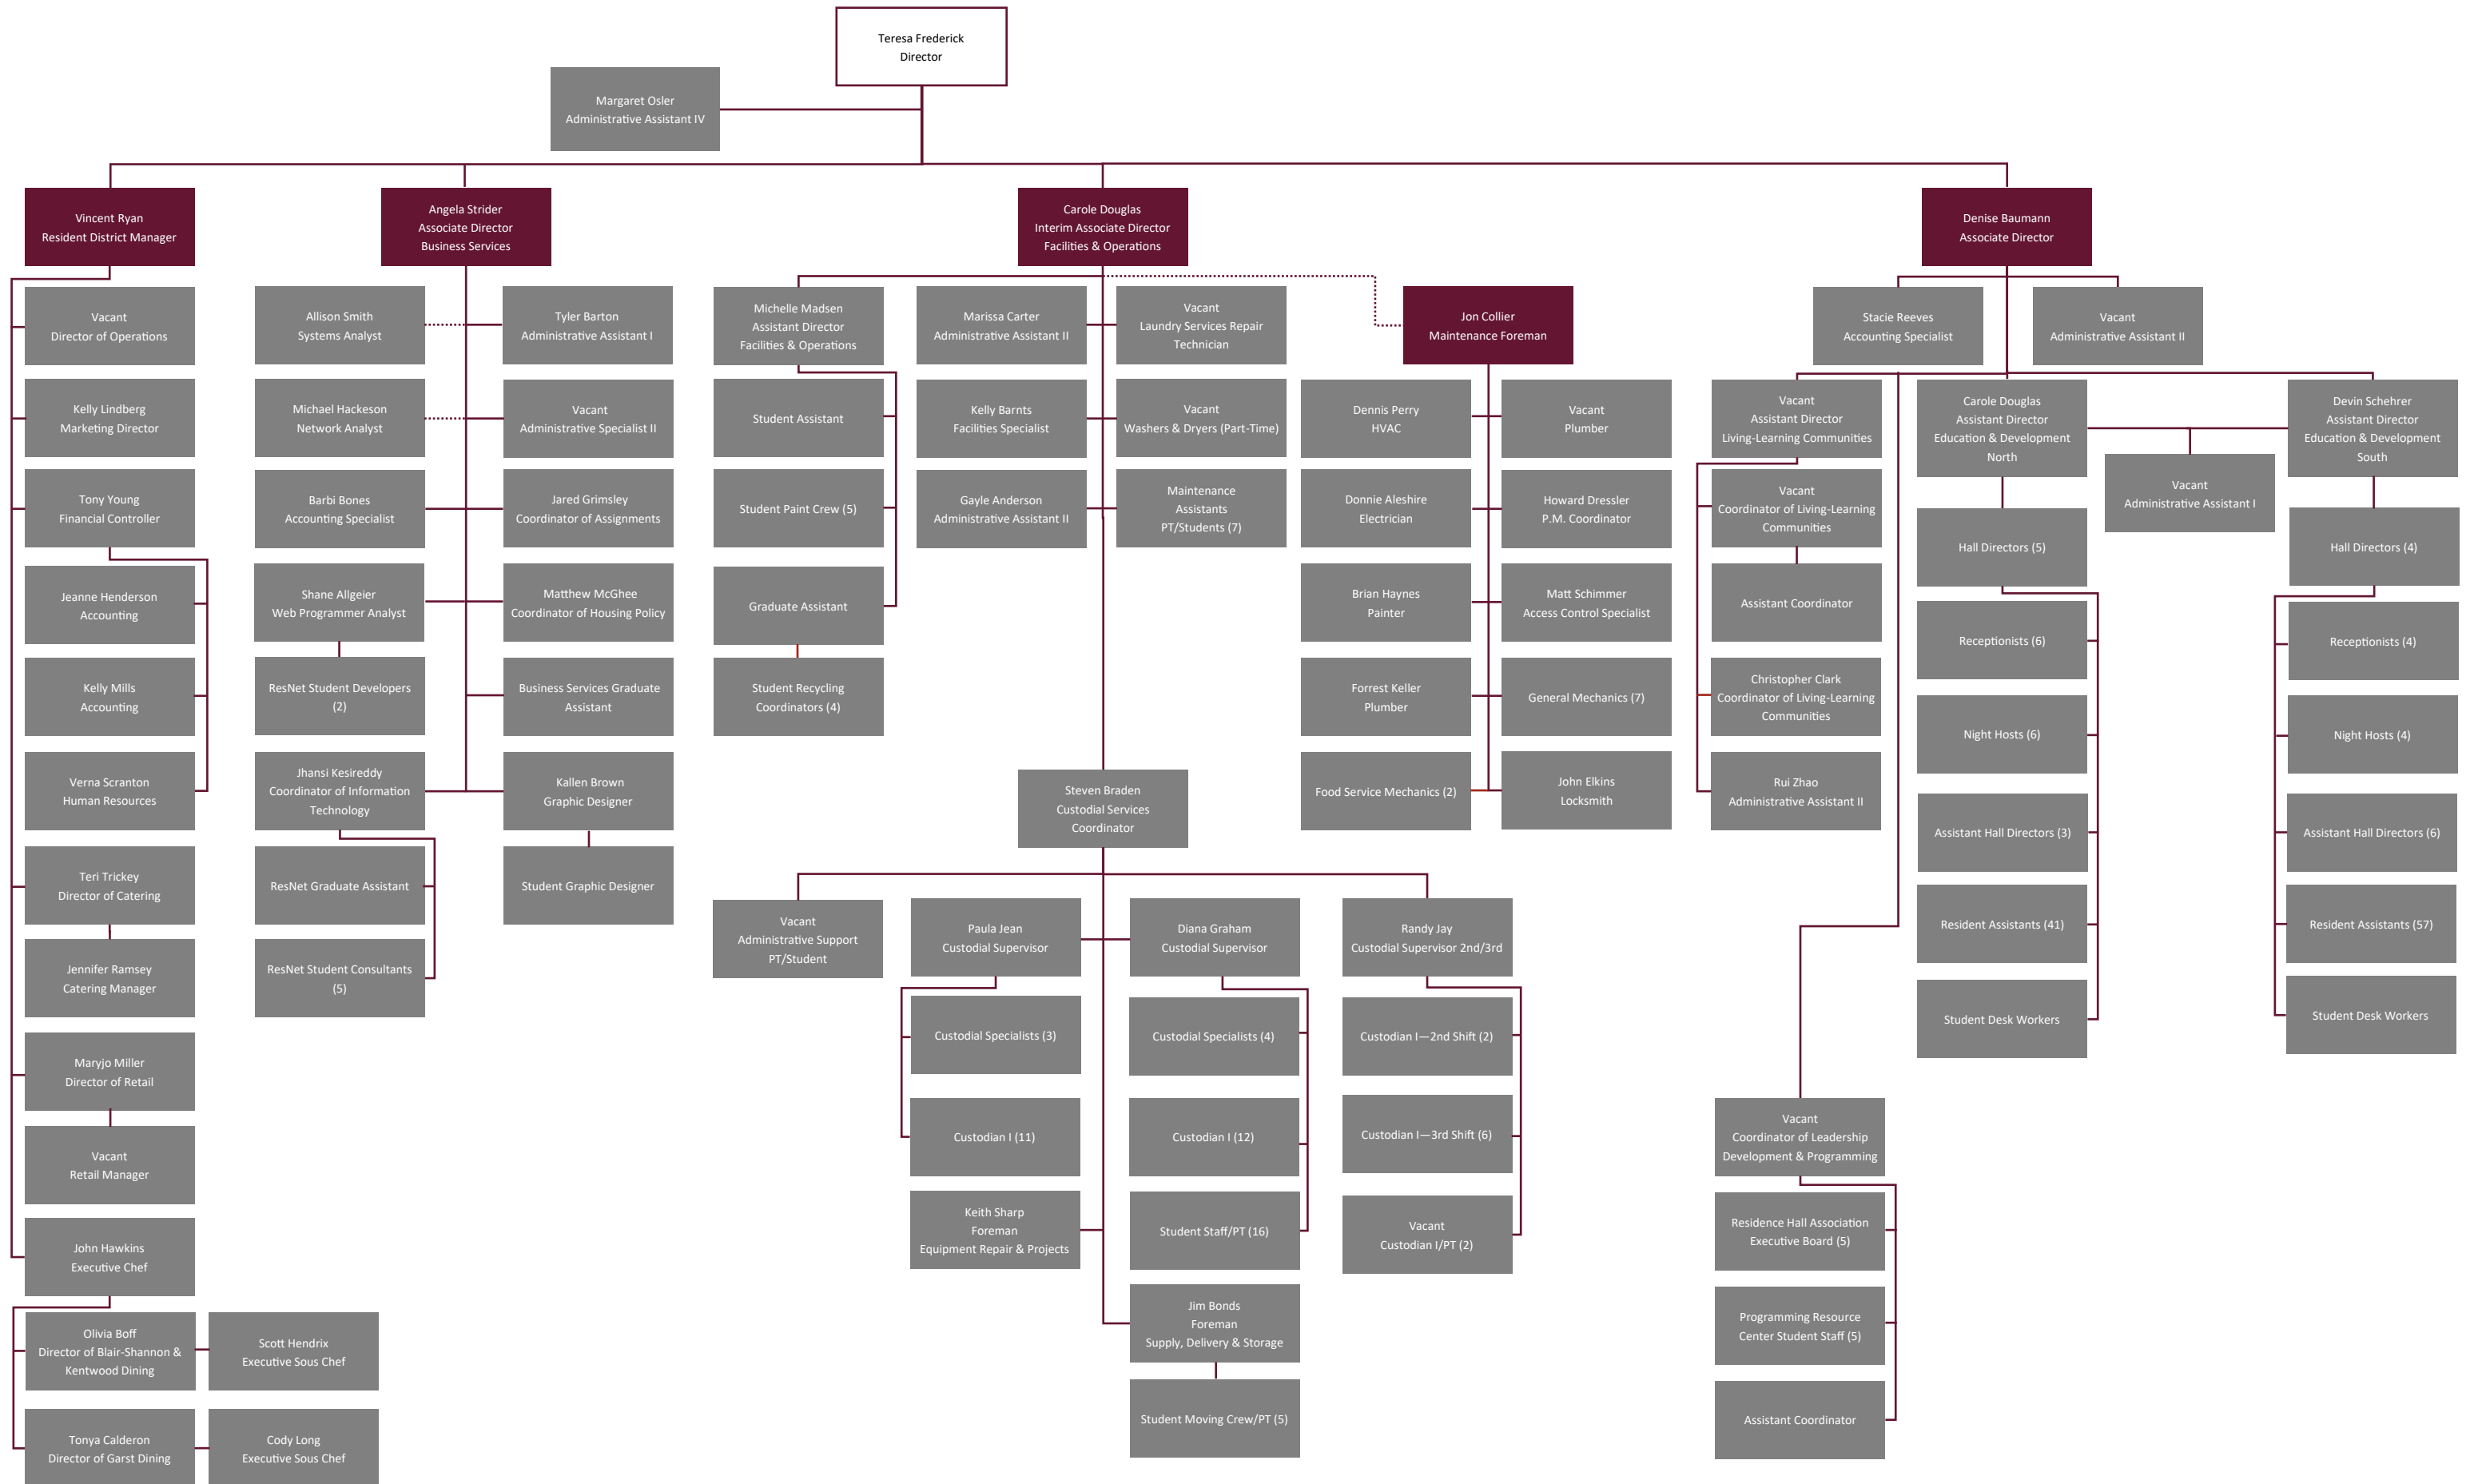 Teresa Frederick
Director
Margaret Osler
Administrative Assistant IV
Vincent Ryan
Resident District Manager
Angela Strider
Associate Director
Business Services
Carole Douglas
Interim Associate Director
Facilities & Operations
Denise Baumann
Associate Director
Vacant
Director of Operations
Kelly Lindberg
Marketing Director
Tony Young
Financial Controller
Jeanne Henderson
Accounting
Kelly Mills
Accounting
Verna Scranton
Human Resources
Teri Trickey
Director of Catering
Jennifer Ramsey
Catering Manager
Maryjo Miller
Director of Retail
Vacant
Retail Manager
John Hawkins
Executive Chef
Olivia Boff
Director of Blair-Shannon &
Kentwood Dining
Scott Hendrix
Executive Sous Chef
Tonya Calderon
Director of Garst Dining
Cody Long
Executive Sous Chef
Allison Smith
Systems Analyst
Tyler Barton
Administrative Assistant I
Michael Hackeson
Network Analyst
Vacant
Administrative Specialist II
Barbi Bones
Accounting Specialist
Jared Grimsley
Coordinator of Assignments
Shane Allgeier
Web Programmer Analyst
Matthew McGhee
Coordinator of Housing Policy
ResNet Student Developers
(2)
Business Services Graduate
Assistant
Jhansi Kesireddy
Coordinator of Information
Technology
Kallen Brown
Graphic Designer
ResNet Graduate Assistant
Student Graphic Designer
ResNet Student Consultants
(5)
Michelle Madsen
Assistant Director
Facilities & Operations
Student Assistant
Student Paint Crew (5)
Graduate Assistant
Student Recycling
Coordinators (4)
Marissa Carter
Administrative Assistant II
Vacant
Laundry Services Repair
Technician
Kelly Barnts
Facilities Specialist
Vacant
Washers & Dryers (Part-Time)
Gayle Anderson
Administrative Assistant II
Maintenance
Assistants
PT/Students (7)
Jon Collier
Maintenance Foreman
Dennis Perry
HVAC
Vacant
Plumber
Donnie Aleshire
Electrician
Howard Dressler
P.M. Coordinator
Brian Haynes
Painter
Matt Schimmer
Access Control Specialist
Forrest Keller
Plumber
General Mechanics (7)
Food Service Mechanics (2)
John Elkins
Locksmith
Steven Braden
Custodial Services
Coordinator
Vacant
Administrative Support
PT/Student
Paula Jean
Custodial Supervisor
Diana Graham
Custodial Supervisor
Randy Jay
Custodial Supervisor 2nd/3rd
Custodial Specialists (3)
Custodial Specialists (4)
Custodian I—2nd Shift (2)
Custodian I (11)
Custodian I (12)
Custodian I—3rd Shift (6)
Keith Sharp
Foreman
Equipment Repair & Projects
Student Staff/PT (16)
Vacant
Custodian I/PT (2)
Jim Bonds
Foreman
Supply, Delivery & Storage
Student Moving Crew/PT (5)
Stacie Reeves
Accounting Specialist
Vacant
Administrative Assistant II
Vacant
Assistant Director
Living-Learning Communities
Carole Douglas
Assistant Director
Education & Development
North
Devin Schehrer
Assistant Director
Education & Development
South
Vacant
Administrative Assistant I
Vacant
Coordinator of Living-Learning
Communities
Assistant Coordinator
Christopher Clark
Coordinator of Living-Learning
Communities
Rui Zhao
Administrative Assistant II
Hall Directors (5)
Receptionists (6)
Night Hosts (6)
Assistant Hall Directors (3)
Resident Assistants (41)
Student Desk Workers
Hall Directors (4)
Receptionists (4)
Night Hosts (4)
Assistant Hall Directors (6)
Resident Assistants (57)
Student Desk Workers
Vacant
Coordinator of Leadership
Development & Programming
Residence Hall Association
Executive Board (5)
Programming Resource
Center Student Staff (5)
Assistant Coordinator